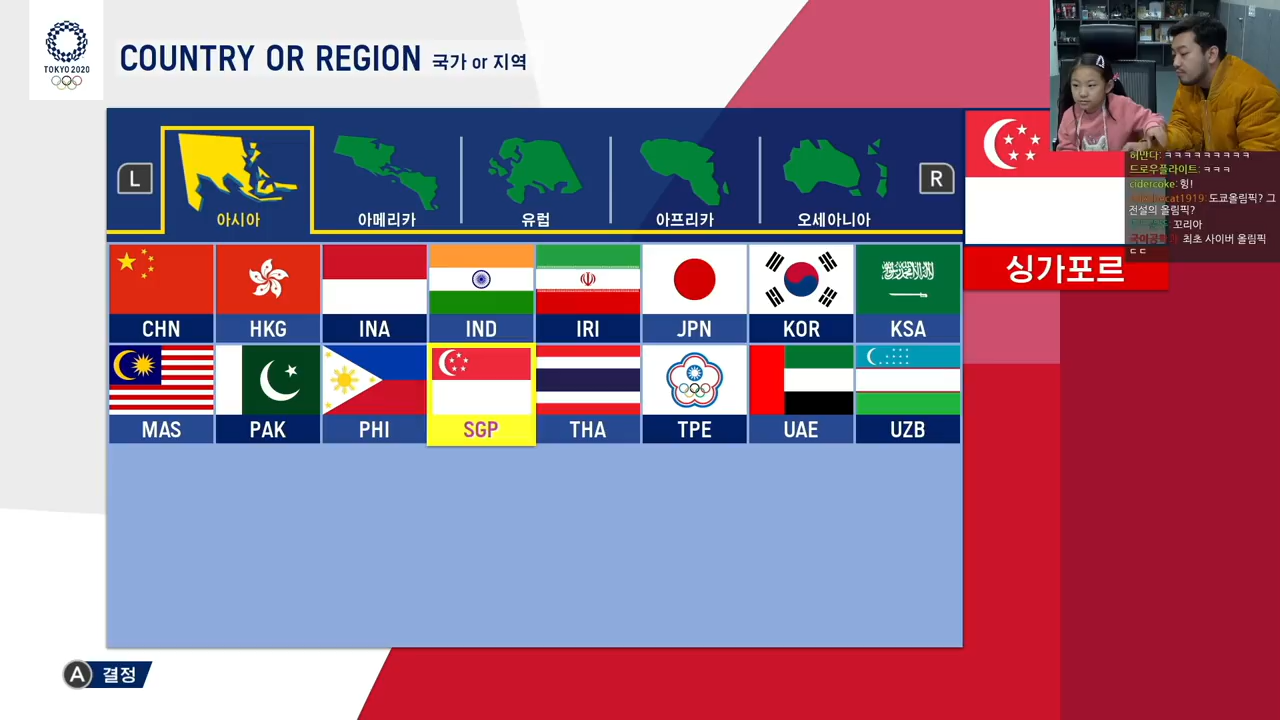 TOKYO 2020
COUNTRY OR REGION 국가 or 지역
L
아시아
아메리카
유럽
아프리카
오세아니아
R
허만다: ㅋㅋㅋㅋㅋㅋㅋㅋㅋ
드로우플라이트: ㅋㅋㅋ
cidercoke: 힝!
cat1919: 도쿄올림픽? 그
전설의 올림픽?
꼬리아
최초 사이버 올림픽
ㄷㄷ
싱가포르
CHN
HKG
INA
IND
IRI
JPN
KOR
KSA
MAS
PAK
PHI
SGP
THA
TPE
UAE
UZB
A 결정